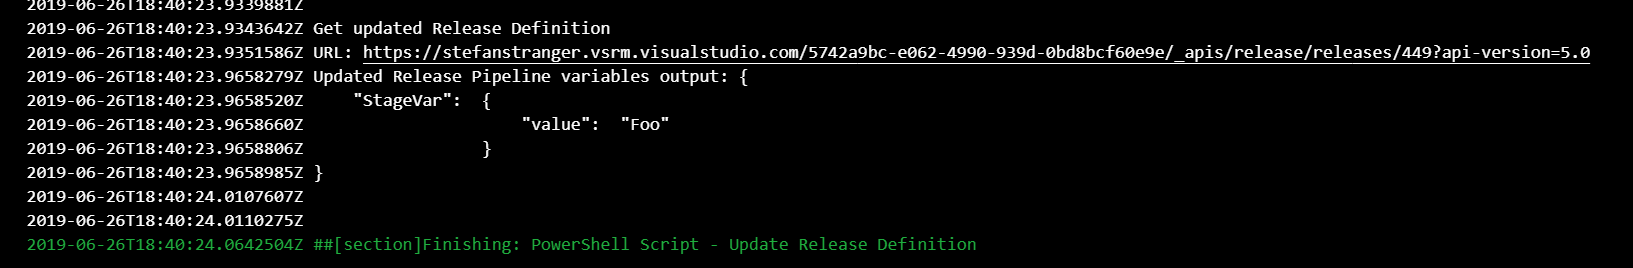 2019-06-26T18:40:23.9339881Z
2019-06-26T18:40:23.9343642Z Get updated Release Definition
2019-06-26T18:40:23.9351586Z URL: https://stefanstranger.vsrm.visualstudio.com/5742a9bc-e062-4990-939d-0bd8bcf60e9e/_apis/release/releases/449?api-version=5.0
2019-06-26T18:40:23.9658279Z Updated Release Pipeline variables output: {
2019-06-26T18:40:23.9658520Z     "StageVar":  {
2019-06-26T18:40:23.9658660Z                      "value":  "Foo"
2019-06-26T18:40:23.9658806Z                  }
2019-06-26T18:40:23.9658985Z }
2019-06-26T18:40:24.0107607Z
2019-06-26T18:40:24.0110275Z
2019-06-26T18:40:24.0642504Z ##[section]Finishing: PowerShell Script - Update Release Definition